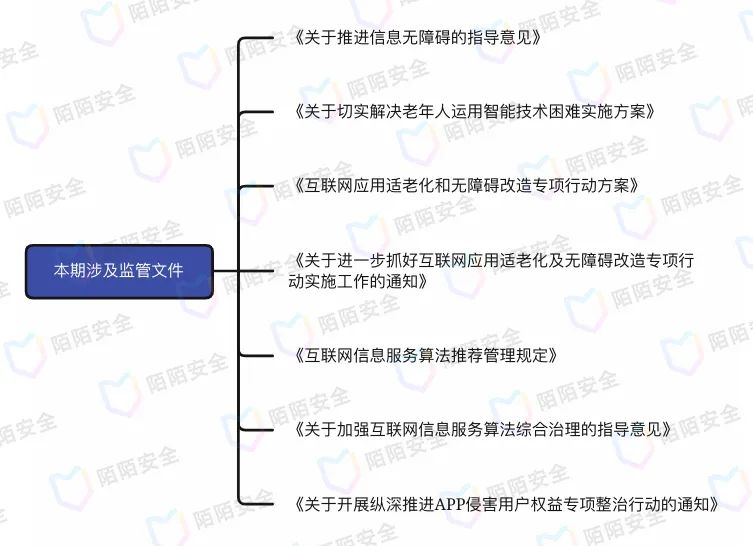 《关于推进信息无障碍的指导意见》
《关于切实解决老年人运用智能技术困难实施方案》
《互联网应用适老化和无障碍改造专项行动方案》
本期涉及监管文件
《关于进一步抓好互联网应用适老化及无障碍改造专项行
动实施工作的通知》
《互联网信息服务算法推荐管理规定》
《关于加强互联网信息服务算法综合治理的指导意见》
《关于开展纵深推进APP侵害用户权益专项整治行动的通知》
陌陌安全